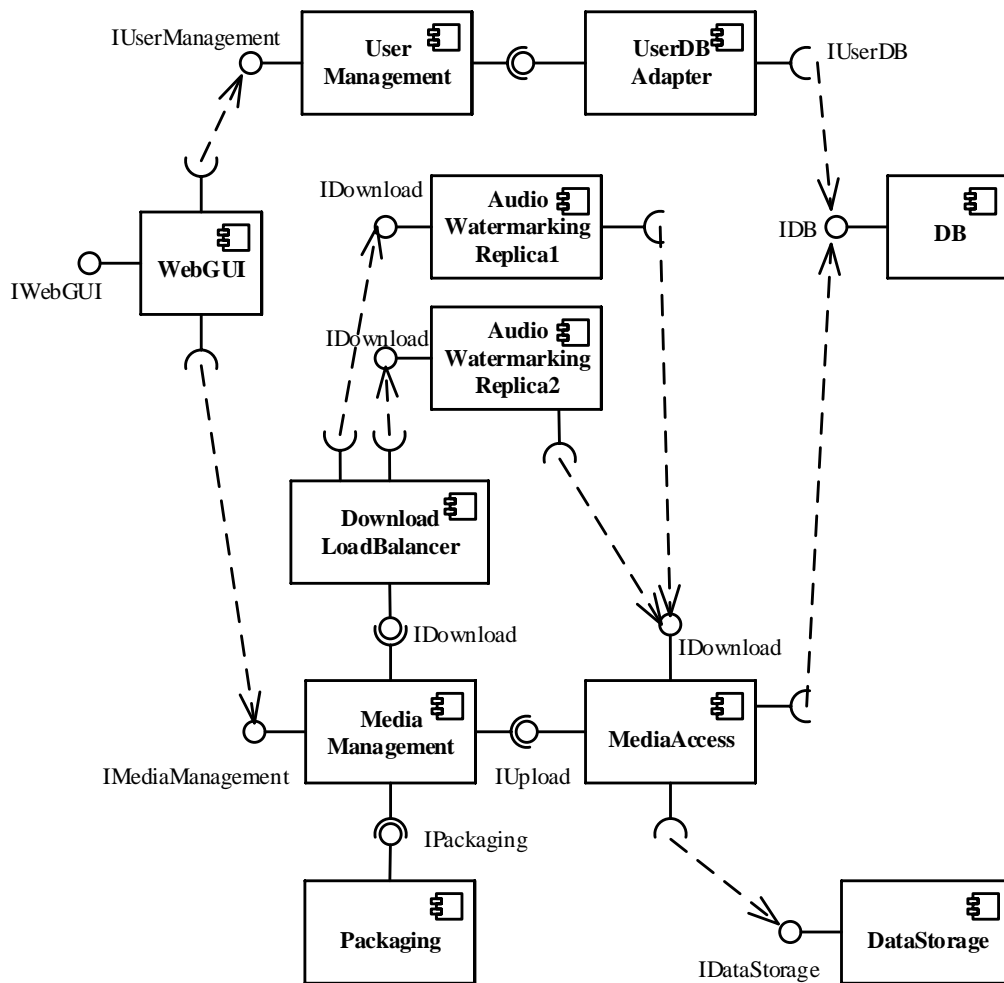 IUserManagement
User
Management
UserDB
Adapter
IUserDB
IDownload
Audio
Watermarking
Replica1
IDB
DB
WebGUI
IWebGUI
IDownload
Audio
Watermarking
Replica2
Download
LoadBalancer
IDownload
IDownload
Media
Management
MediaAccess
IMediaManagement
IUpload
IPackaging
Packaging
DataStorage
IDataStorage